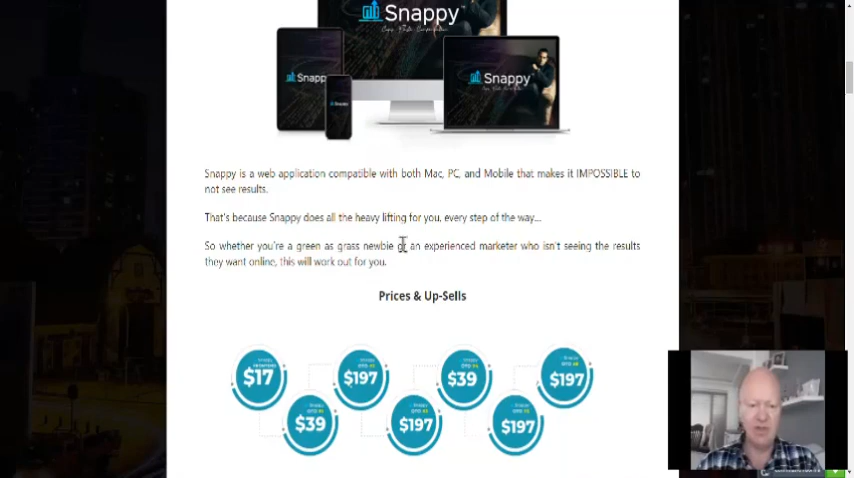 Snappy
Snappy
Snappy
Snappy
Snappy is a web application compatible with both Mac, PC, and Mobile that makes it IMPOSSIBLE to
not see results.
That's because Snappy does all the heavy lifting for you, every step of the way...
So whether you're a green as grass newbie or an experienced marketer who isn't seeing the results
they want online, this will work out for you.
Prices & Up-Sells
$17
$197
$39
$197
$39
$197
$197